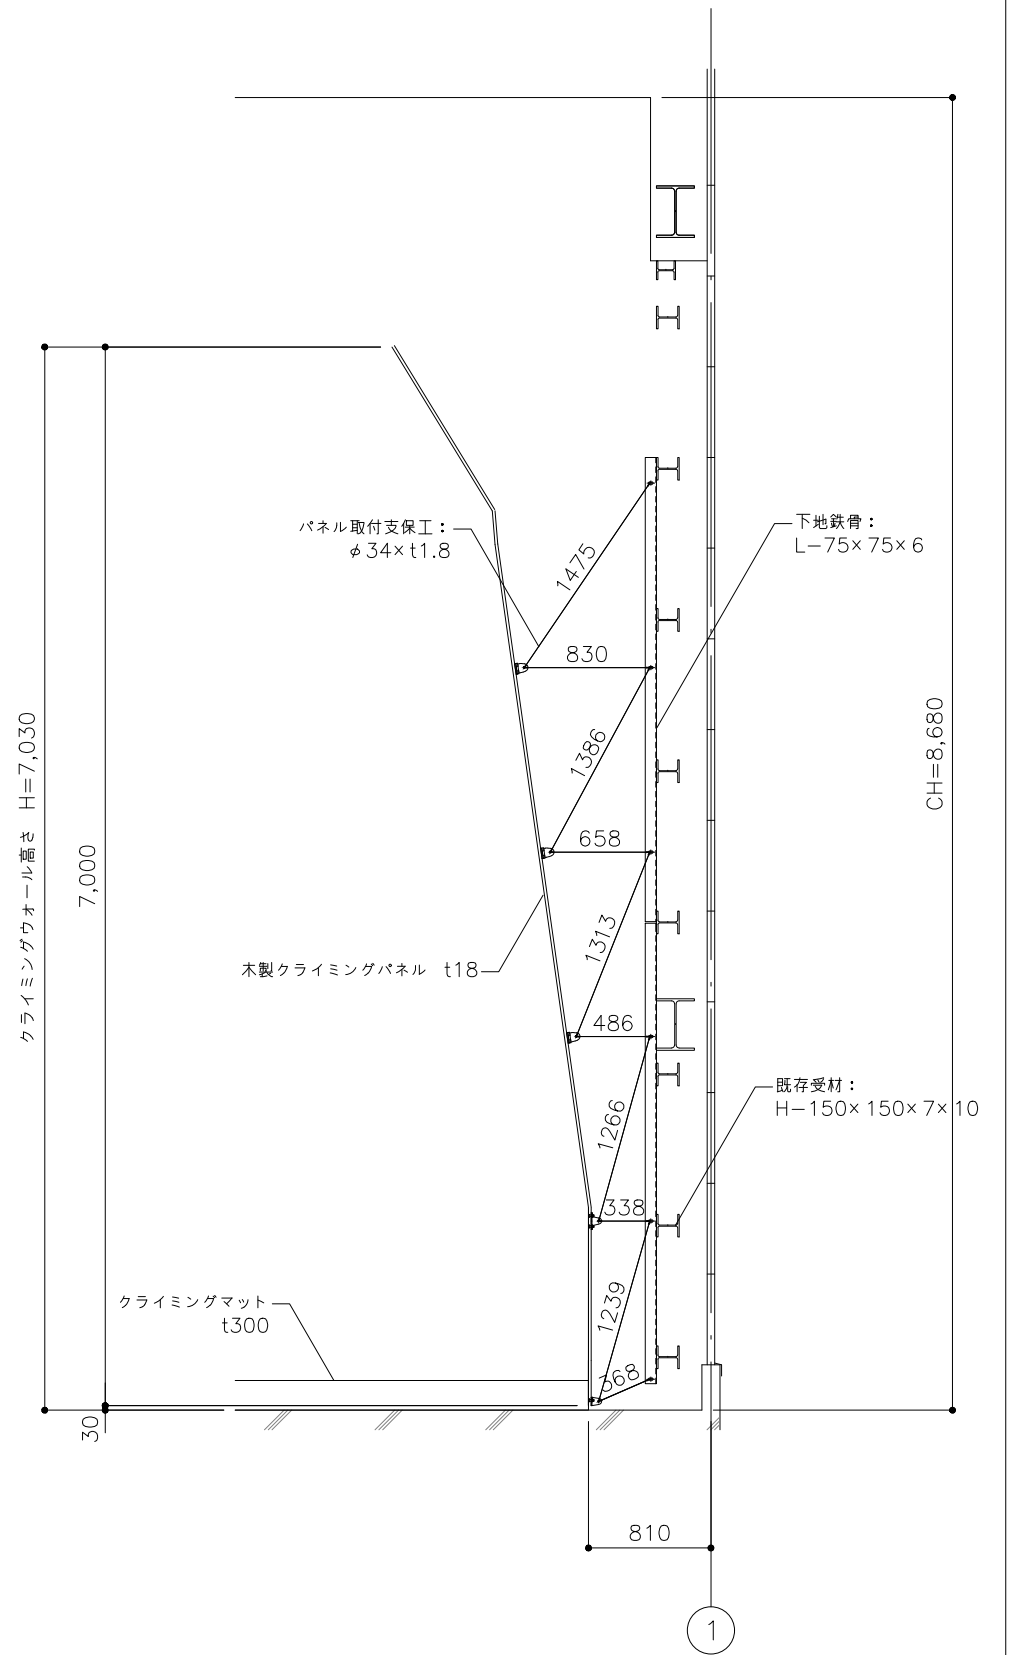 パネル取付支保工：
φ34×t1.8
下地鉄骨：
L-75×75×6
1475
830
1386
658
クライミングウォール高さ H=7,030
7,000
CH=8,680
1313
木製クライミングパネル t18
486
既存受材：
H-150×150×7×10
1266
338
クライミングマット
t300
1239
368
30
810
1